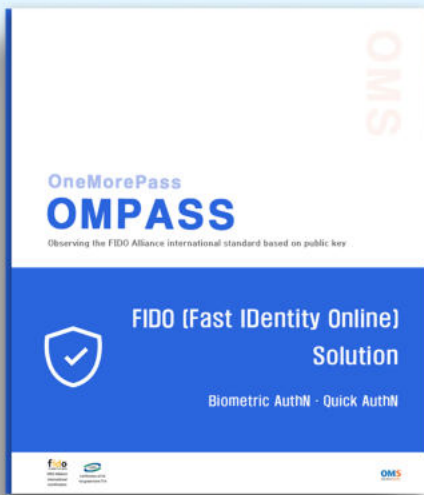 OMS
OneMorePass
OMPASS
Observing the FIDO Alliance international standard based on public key
FIDO (Fast IDentity Online)
Solution
Biometric AuthN · Quick AuthN
fido
OMS